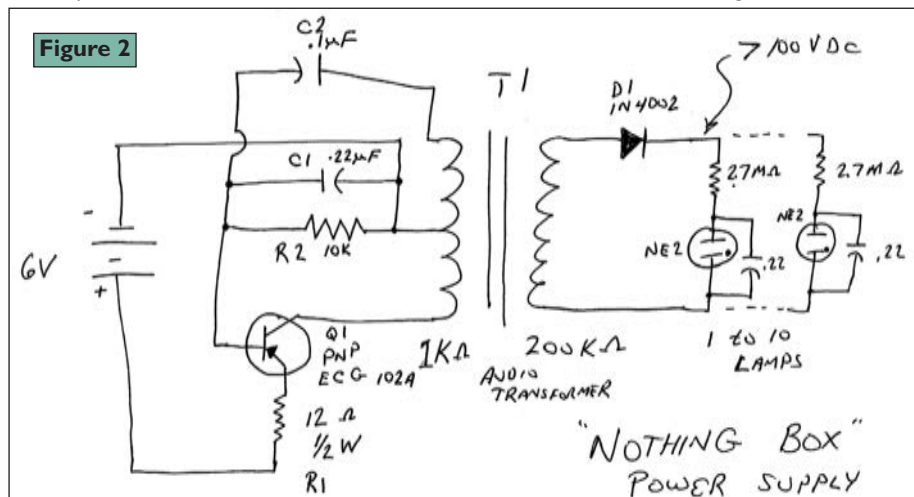 Figure 2
C2
.1µF
T1
> 100 V DC
D1
1N4002
C1 .22µF
2.7MΩ
2.7MΩ
R2 10K
-
6V
-
+
NE2
.22
NE2
.22
Q1
PNP
ECG 102A
1KΩ
200KΩ
AUDIO
TRANSFORMER
1 to 10
LAMPS
12 Ω
1/2 W
R1
"NOTHING BOX"
POWER SUPPLY